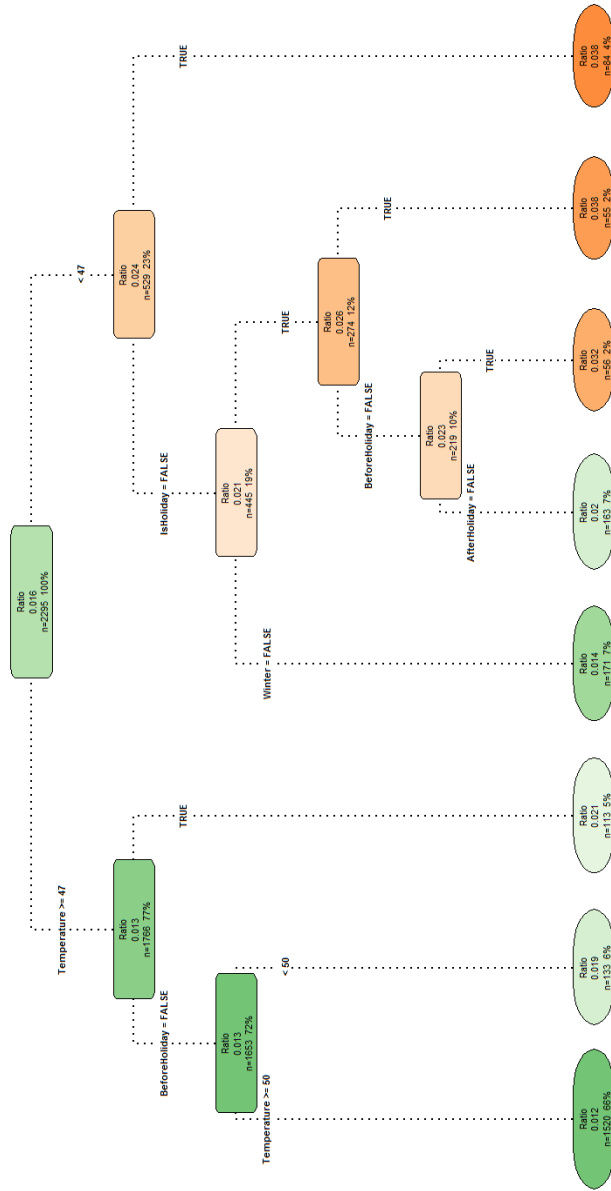 Ratio
0.016
n=2295 100%
Temperature >= 47
< 47
Ratio
0.013
n=1766 77%
Ratio
0.024
n=529 23%
BeforeHoliday = FALSE
TRUE
IsHoliday = FALSE
TRUE
Ratio
0.013
n=1653 72%
Ratio
0.021
n=445 19%
Temperature >= 50
< 50
Winter = FALSE
TRUE
Ratio
0.026
n=274 12%
BeforeHoliday = FALSE
TRUE
Ratio
0.023
n=219 10%
AfterHoliday = FALSE
TRUE
Ratio
0.012
n=1520 66%
Ratio
0.019
n=133 6%
Ratio
0.021
n=113 5%
Ratio
0.014
n=171 7%
Ratio
0.02
n=163 7%
Ratio
0.032
n=56 2%
Ratio
0.038
n=55 2%
Ratio
0.038
n=84 4%